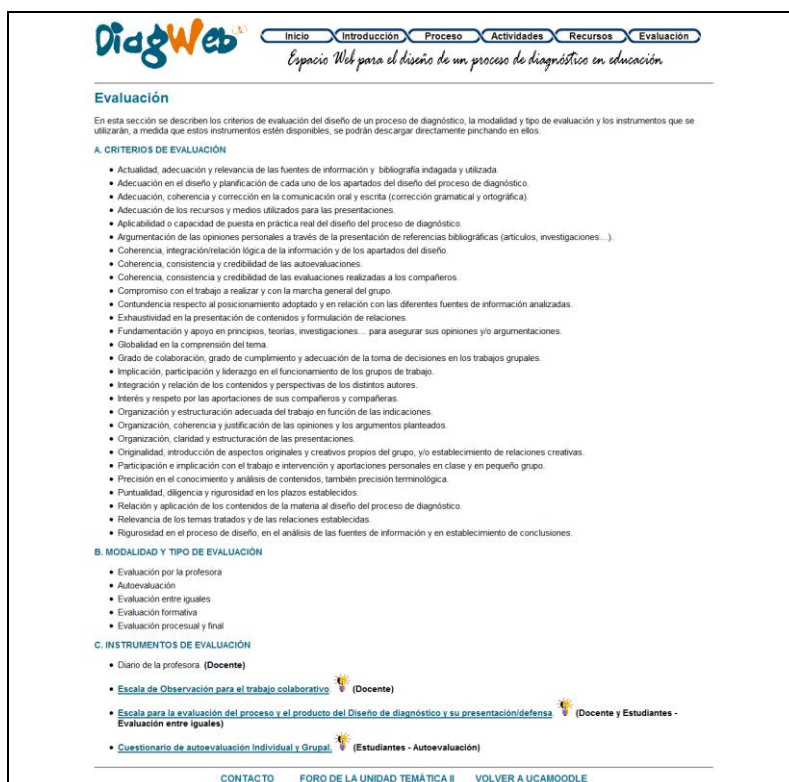 DiagWeb
Inicio Introducción Proceso Actividades Recursos Evaluación
Espacio Web para el diseño de un proceso de diagnóstico en educación
Evaluación
En esta sección se describen los criterios de evaluación del diseño de un proceso de diagnóstico, la modalidad y tipo de evaluación y los instrumentos que se
utilizarán, a medida que estos instrumentos estén disponibles, se podrán descargar directamente pinchando en ellos.
A. CRITERIOS DE EVALUACIÓN
• Actualidad, adecuación y relevancia de las fuentes de información y bibliografía indagada y utilizada.
• Adecuación en el diseño y planificación de cada uno de los apartados del diseño del proceso de diagnóstico.
• Adecuación, coherencia y corrección en la comunicación oral y escrita (corrección gramatical y ortográfica).
• Adecuación de los recursos y medios utilizados para las presentaciones.
• Aplicabilidad o capacidad de puesta en práctica real del diseño del proceso de diagnóstico.
• Argumentación de las opiniones personales a través de la presentación de referencias bibliográficas (artículos, investigaciones…).
• Coherencia, integración/relación lógica de la información y de los apartados del diseño.
• Coherencia, consistencia y credibilidad de las autoevaluaciones.
• Coherencia, consistencia y credibilidad de las evaluaciones realizadas a los compañeros.
• Compromiso con el trabajo a realizar y con la marcha general del grupo.
• Contundencia respecto al posicionamiento adoptado y en relación con las diferentes fuentes de información analizadas.
• Exhaustividad en la presentación de contenidos y formulación de relaciones.
• Fundamentación y apoyo en principios, teorías, investigaciones… para asegurar sus opiniones y/o argumentaciones.
• Globalidad en la comprensión del tema.
• Grado de colaboración, grado de cumplimiento y adecuación de la toma de decisiones en los trabajos grupales.
• Implicación, participación y liderazgo en el funcionamiento de los grupos de trabajo.
• Integración y relación de los contenidos y perspectivas de los distintos autores.
• Interés y respeto por las aportaciones de sus compañeros y compañeras.
• Organización y estructuración adecuada del trabajo en función de las indicaciones.
• Organización, coherencia y justificación de las opiniones y los argumentos planteados.
• Organización, claridad y estructuración de las presentaciones.
• Originalidad, introducción de aspectos originales y creativos propios del grupo, y/o establecimiento de relaciones creativas.
• Participación e implicación con el trabajo e intervención y aportaciones personales en clase y en pequeño grupo.
• Precisión en el conocimiento y análisis de contenidos, también precisión terminológica.
• Puntualidad, diligencia y rigurosidad en los plazos establecidos.
• Relación y aplicación de los contenidos de la materia al diseño del proceso de diagnóstico.
• Relevancia de los temas tratados y de las relaciones establecidas.
• Rigurosidad en el proceso de diseño, en el análisis de las fuentes de información y en establecimiento de conclusiones.
B. MODALIDAD Y TIPO DE EVALUACIÓN
• Evaluación por la profesora
• Autoevaluación
• Evaluación entre iguales
• Evaluación formativa
• Evaluación procesual y final
C. INSTRUMENTOS DE EVALUACIÓN
• Diario de la profesora. (Docente)
• Escala de Observación para el trabajo colaborativo. (Docente)
• Escala para la evaluación del proceso y el producto del Diseño de diagnóstico y su presentación/defensa. (Docente y Estudiantes -
Evaluación entre iguales)
• Cuestionario de autoevaluación Individual y Grupal. (Estudiantes - Autoevaluación)
CONTACTO FORO DE LA UNIDAD TEMÁTICA II VOLVER A UCAMOODLE